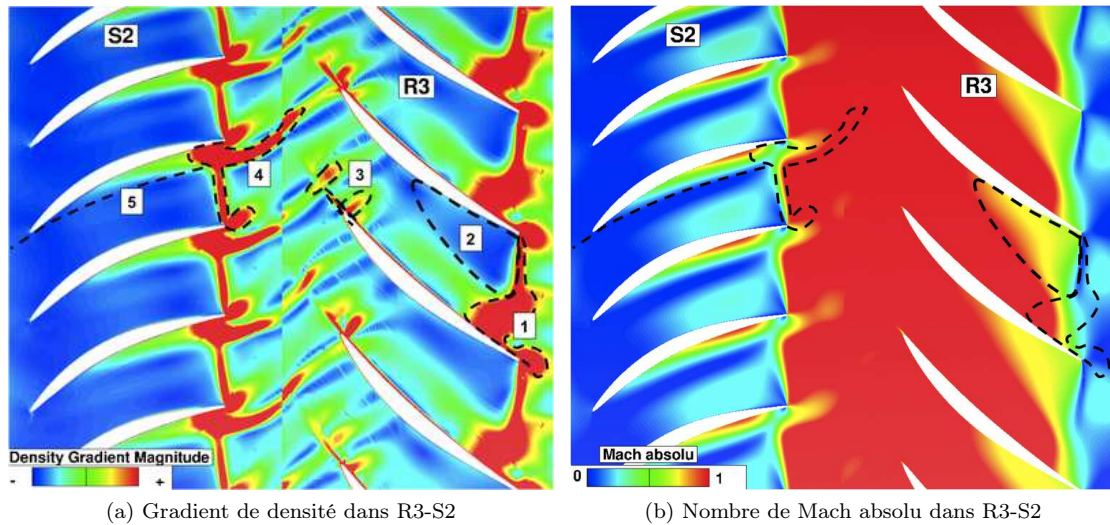 S2
R3
4
3
5
2
1
Density Gradient Magnitude
- +
(a) Gradient de densité dans R3-S2
S2
R3
Mach absolu
0 1
(b) Nombre de Mach absolu dans R3-S2